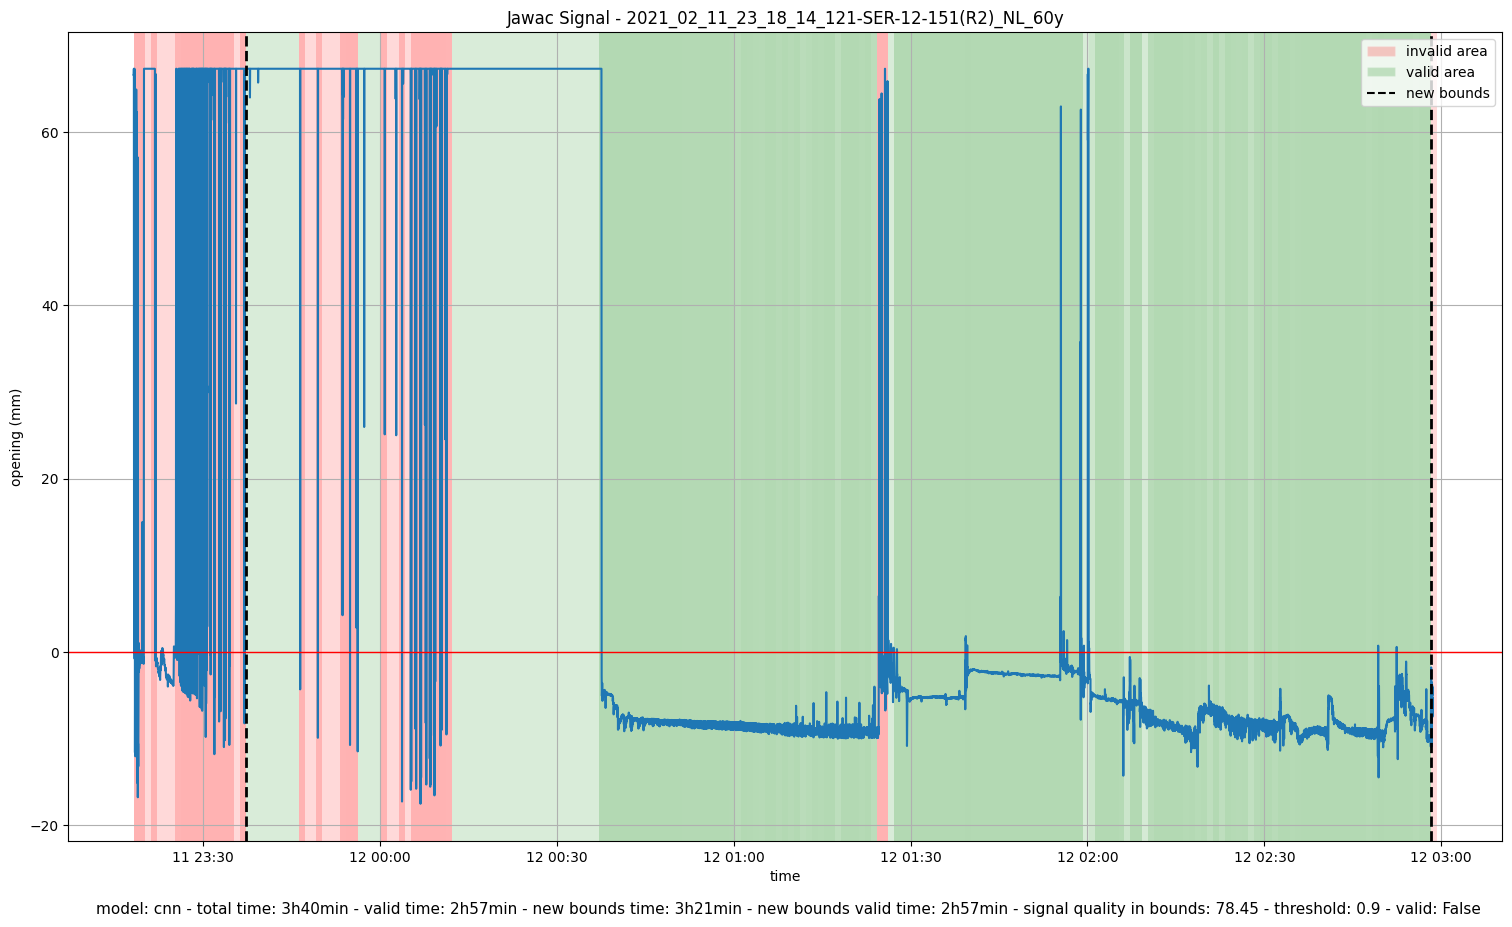 Jawac Signal - 2021_02_11_23_18_14_121-SER-12-151(R2)_NL_60y
invalid area
valid area
new bounds
opening (mm)
60
40
20
0
−20
11 23:30
12 00:00
12 00:30
12 01:00
12 01:30
12 02:00
12 02:30
12 03:00
time
model: cnn - total time: 3h40min - valid time: 2h57min - new bounds time: 3h21min - new bounds valid time: 2h57min - signal quality in bounds: 78.45 - threshold: 0.9 - valid: False